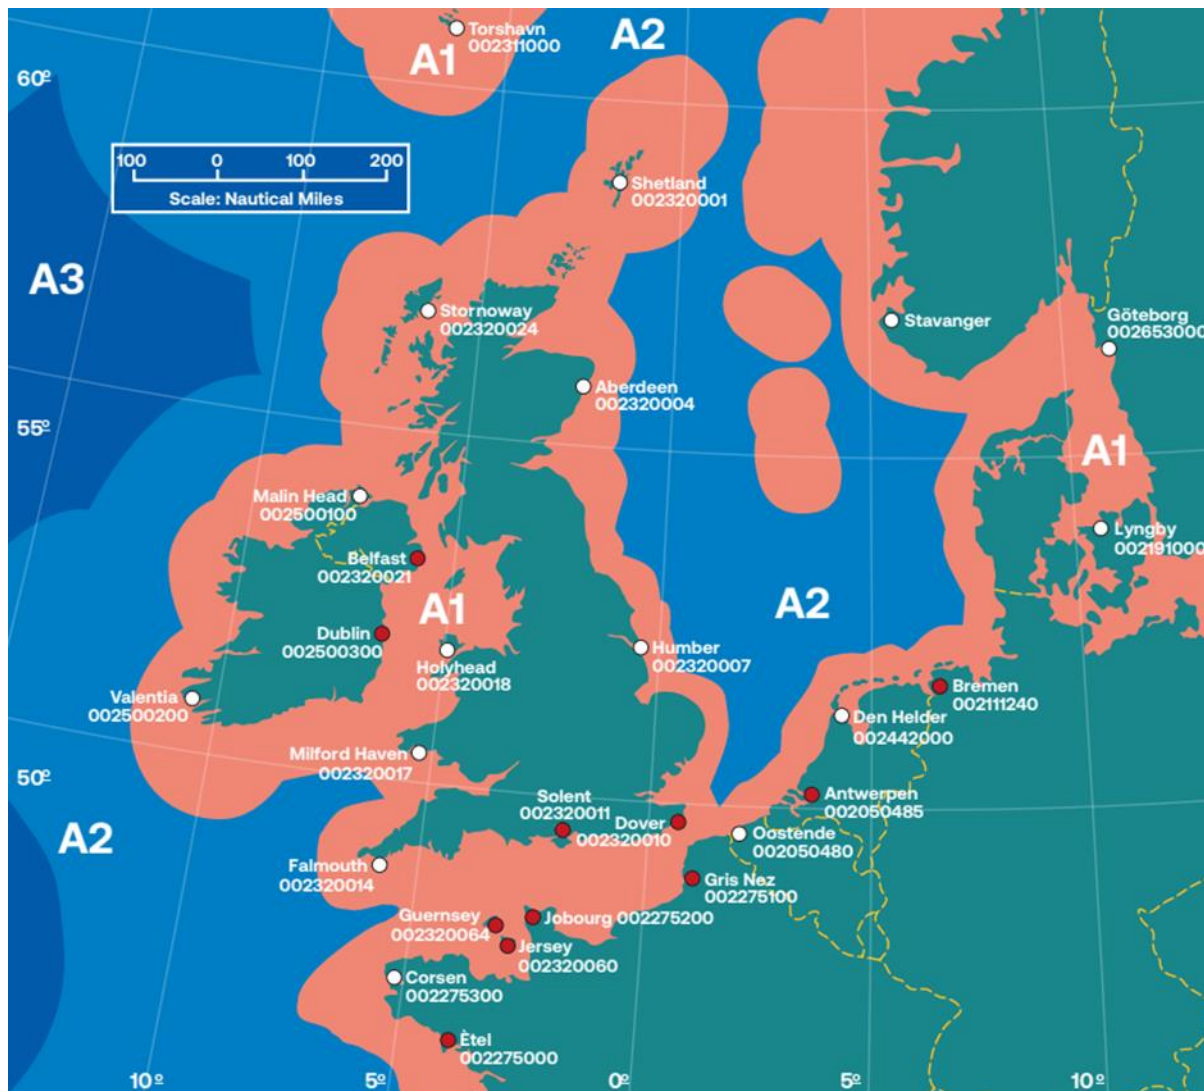 Torshavn
002311000
A1
A2
60º
100 0 100 200
Scale: Nautical Miles
Shetland
002320001
A3
Stornoway
002320024
Stavanger
Göteborg
002653000
Aberdeen
002320004
55º
A1
Malin Head
002500100
Lyngby
002191000
Belfast
002320021
A1
A2
Dublin
002500300
Holyhead
002320018
Humber
002320007
Valentia
002500200
Bremen
002111240
Den Helder
002442000
Milford Haven
002320017
50º
Solent
002320011
Dover
002320010
Antwerpen
002050485
Oostende
002050480
A2
Falmouth
002320014
Gris Nez
002275100
Guernsey
002320064
Jobourg 002275200
Jersey
002320060
Corsen
002275300
Ètel
002275000
10º
5º
0º
5º
10º